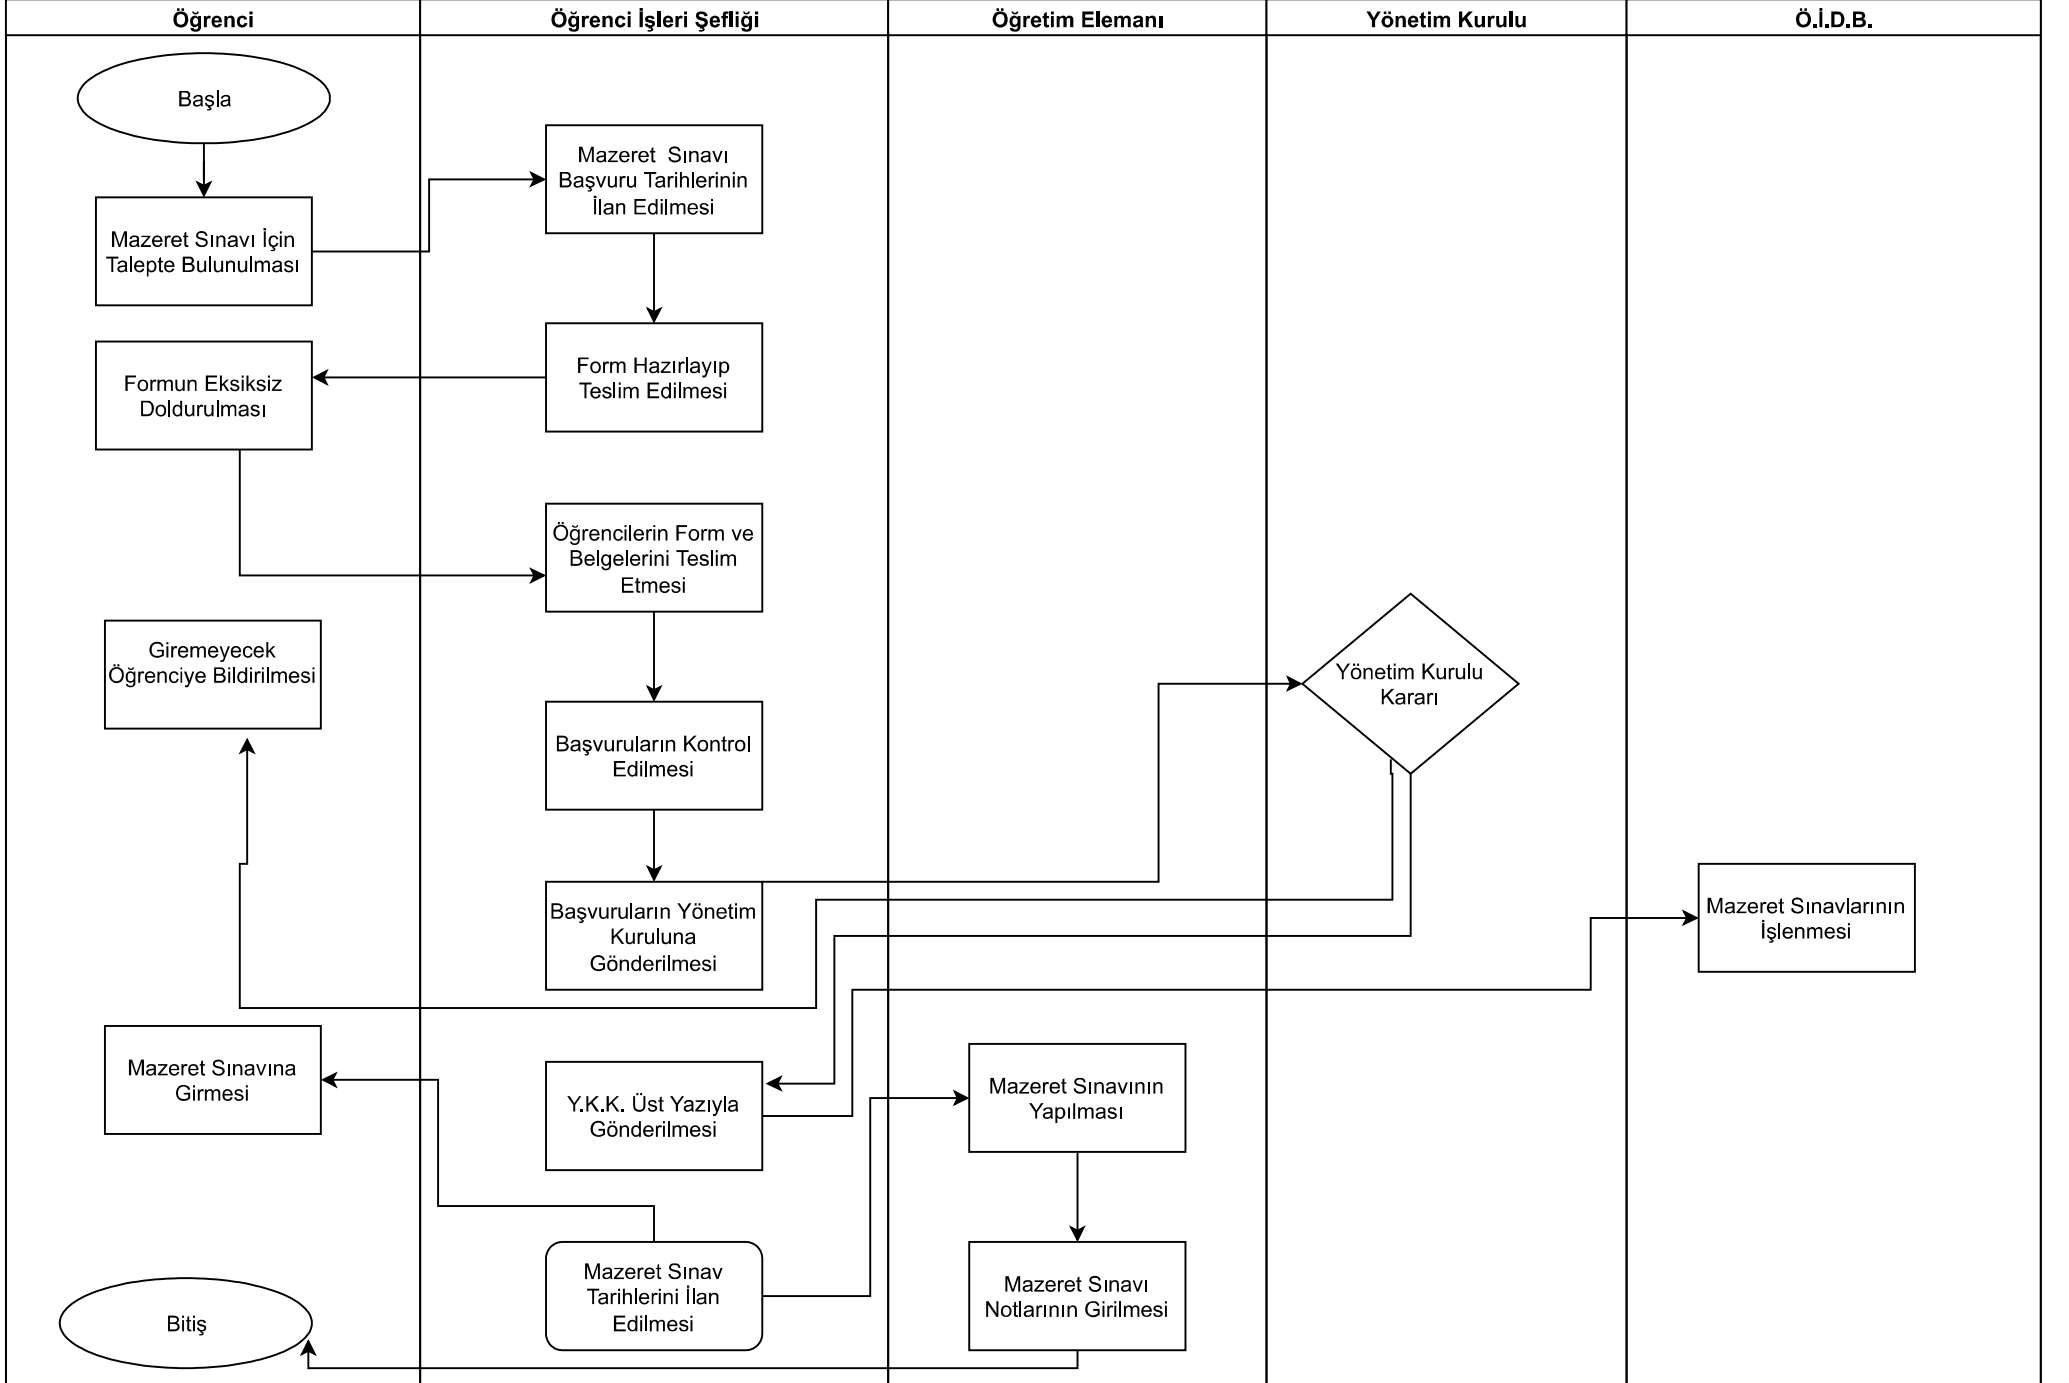 Öğrenci
Öğrenci İşleri Şefliği
Öğretim Elemanı
Yönetim Kurulu
Ö.İ.D.B.
Başla
Mazeret Sınavı
Başvuru Tarihlerinin
İlan Edilmesi
Mazeret Sınavı İçin
Talepte Bulunulması
Form Hazırlayıp
Teslim Edilmesi
Formun Eksiksiz
Doldurulması
Öğrencilerin Form ve
Belgelerini Teslim
Etmesi
Giremeyecek
Öğrenciye Bildirilmesi
Yönetim Kurulu
Kararı
Başvuruların Kontrol
Edilmesi
Başvuruların Yönetim
Kuruluna
Gönderilmesi
Mazeret Sınavlarının
İşlenmesi
Mazeret Sınavına
Girmesi
Y.K.K. Üst Yazıyla
Gönderilmesi
Mazeret Sınavının
Yapılması
Mazeret Sınav
Tarihlerini İlan
Edilmesi
Mazeret Sınavı
Notlarının Girilmesi
Bitiş